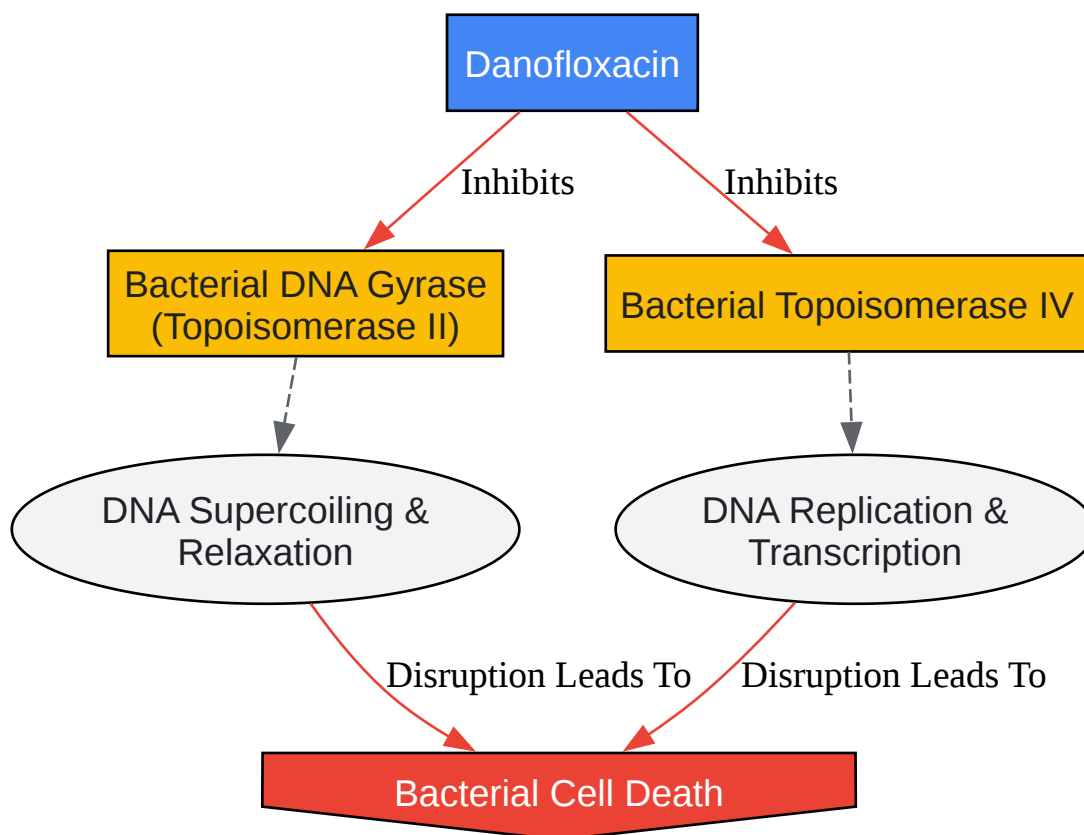 Danofloxacin
Inhibits
Inhibits
Bacterial DNA Gyrase
(Topoisomerase II)
Bacterial Topoisomerase IV
DNA Supercoiling &
Relaxation
DNA Replication &
Transcription
Disruption Leads To
Disruption Leads To
Bacterial Cell Death